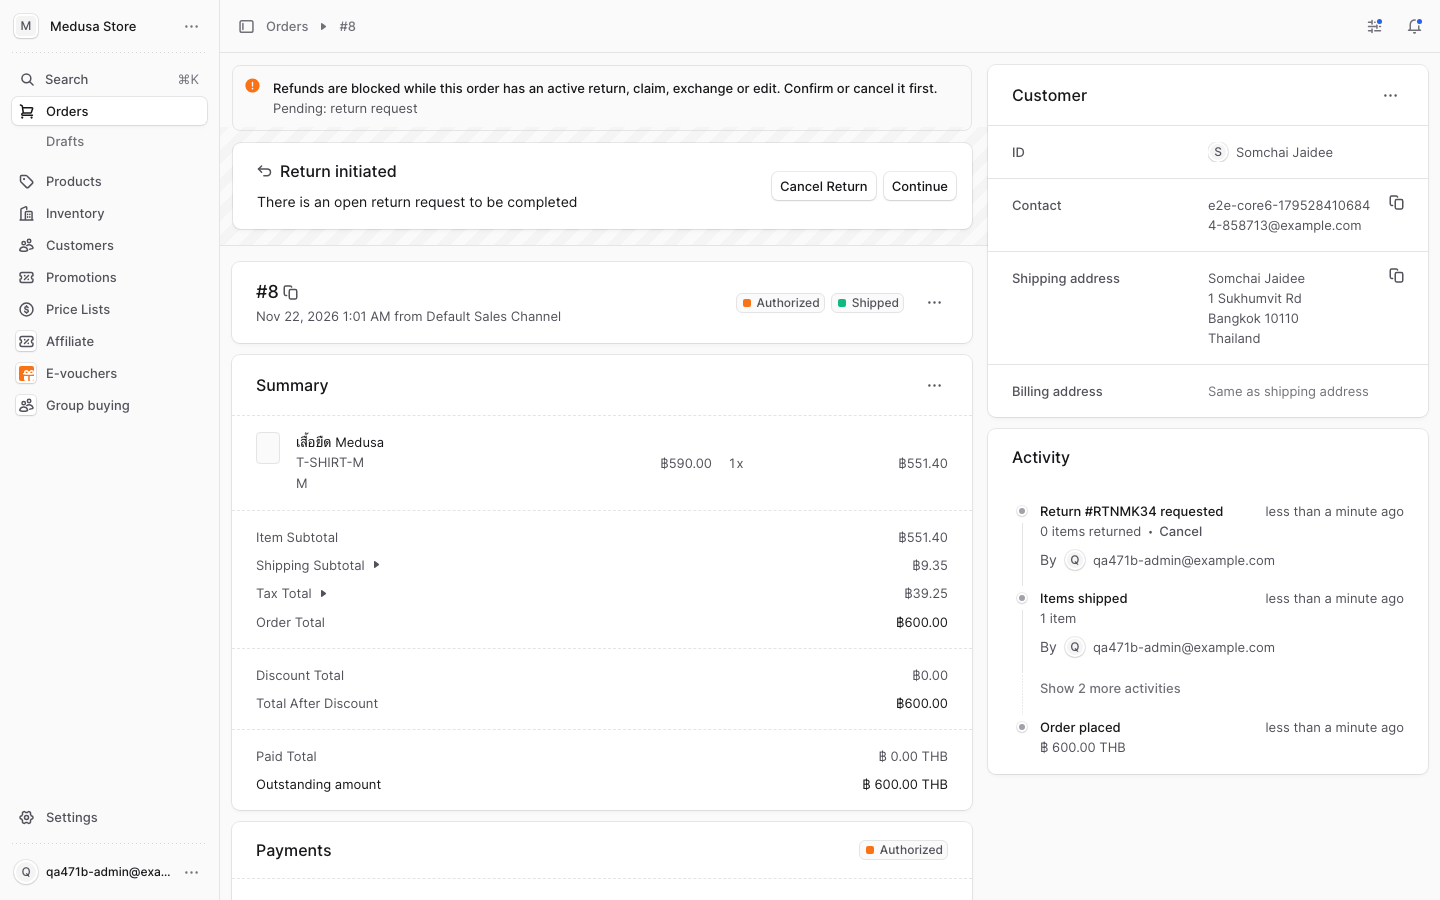 M Medusa Store
Search ⌘K
Orders
Drafts
Products
Inventory
Customers
Promotions
Price Lists
Affiliate
E-vouchers
Group buying
Settings
Q qa471b-admin@exa...
Orders #8
Refunds are blocked while this order has an active return, claim, exchange or edit. Confirm or cancel it first.
Pending: return request
Return initiated
There is an open return request to be completed
Cancel Return Continue
#8
Nov 22, 2026 1:01 AM from Default Sales Channel
Authorized Shipped
Summary
เสื้อยืด Medusa
T-SHIRT-M
M
฿590.00 1x ฿551.40
Item Subtotal ฿551.40
Shipping Subtotal ฿9.35
Tax Total ฿39.25
Order Total ฿600.00
Discount Total ฿0.00
Total After Discount ฿600.00
Paid Total ฿ 0.00 THB
Outstanding amount ฿ 600.00 THB
Payments Authorized
Customer
ID S Somchai Jaidee
Contact e2e-core6-179528410684
4-858713@example.com
Shipping address Somchai Jaidee
1 Sukhumvit Rd
Bangkok 10110
Thailand
Billing address Same as shipping address
Activity
Return #RTNMK34 requested less than a minute ago
0 items returned • Cancel
By Q qa471b-admin@example.com
Items shipped less than a minute ago
1 item
By Q qa471b-admin@example.com
Show 2 more activities
Order placed less than a minute ago
฿ 600.00 THB